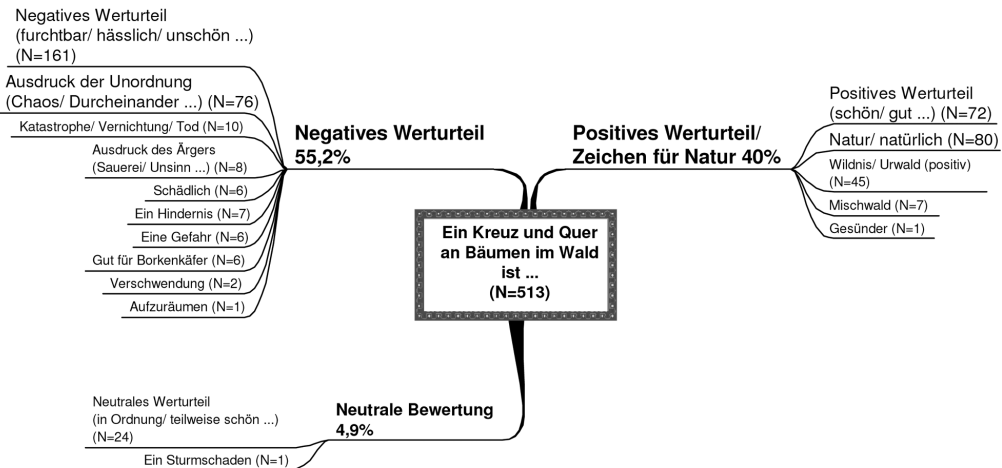 Negatives Werturteil
(furchtbar/ hässlich/ unschön ...)
(N=161)
Ausdruck der Unordnung
(Chaos/ Durcheinander ...) (N=76)
Katastrophe/ Vernichtung/ Tod (N=10)
Ausdruck des Ärgers
(Sauerei/ Unsinn ...) (N=8)
Schädlich (N=6)
Ein Hindernis (N=7)
Eine Gefahr (N=6)
Gut für Borkenkäfer (N=6)
Verschwendung (N=2)
Aufzuräumen (N=1)
Negatives Werturteil
55,2%
Positives Werturteil/
Zeichen für Natur 40%
Positives Werturteil
(schön/ gut ...) (N=72)
Natur/ natürlich (N=80)
Wildnis/ Urwald (positiv)
(N=45)
Mischwald (N=7)
Gesünder (N=1)
Ein Kreuz und Quer
an Bäumen im Wald
ist ...
(N=513)
Neutrale Bewertung
4,9%
Neutrales Werturteil
(in Ordnung/ teilweise schön ...)
(N=24)
Ein Sturmschaden (N=1)